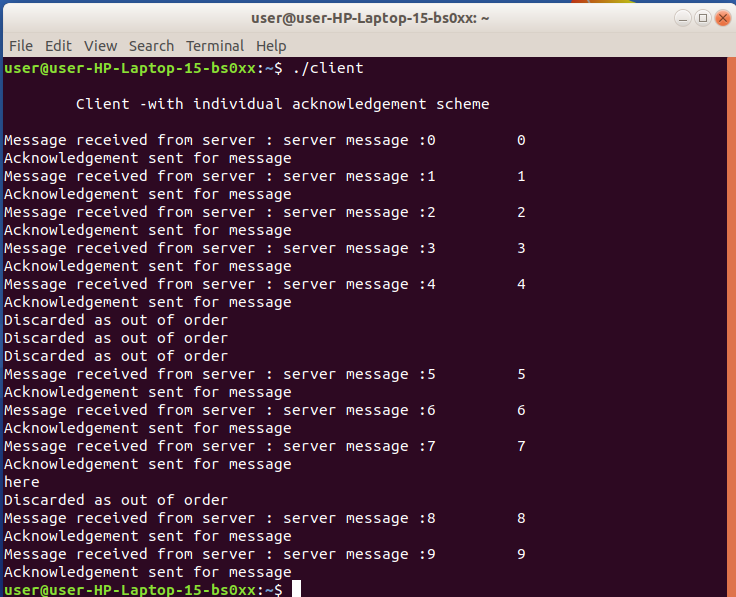 user@user-HP-Laptop-15-bs0xx: ~
File Edit View Search Terminal Help
user@user-HP-Laptop-15-bs0xx:~$ ./client
Client -with individual acknowledgement scheme
Message received from server : server message :0 0
Acknowledgement sent for message
Message received from server : server message :1 1
Acknowledgement sent for message
Message received from server : server message :2 2
Acknowledgement sent for message
Message received from server : server message :3 3
Acknowledgement sent for message
Message received from server : server message :4 4
Acknowledgement sent for message
Discarded as out of order
Discarded as out of order
Discarded as out of order
Message received from server : server message :5 5
Acknowledgement sent for message
Message received from server : server message :6 6
Acknowledgement sent for message
Message received from server : server message :7 7
Acknowledgement sent for message
here
Discarded as out of order
Message received from server : server message :8 8
Acknowledgement sent for message
Message received from server : server message :9 9
Acknowledgement sent for message
user@user-HP-Laptop-15-bs0xx:~$